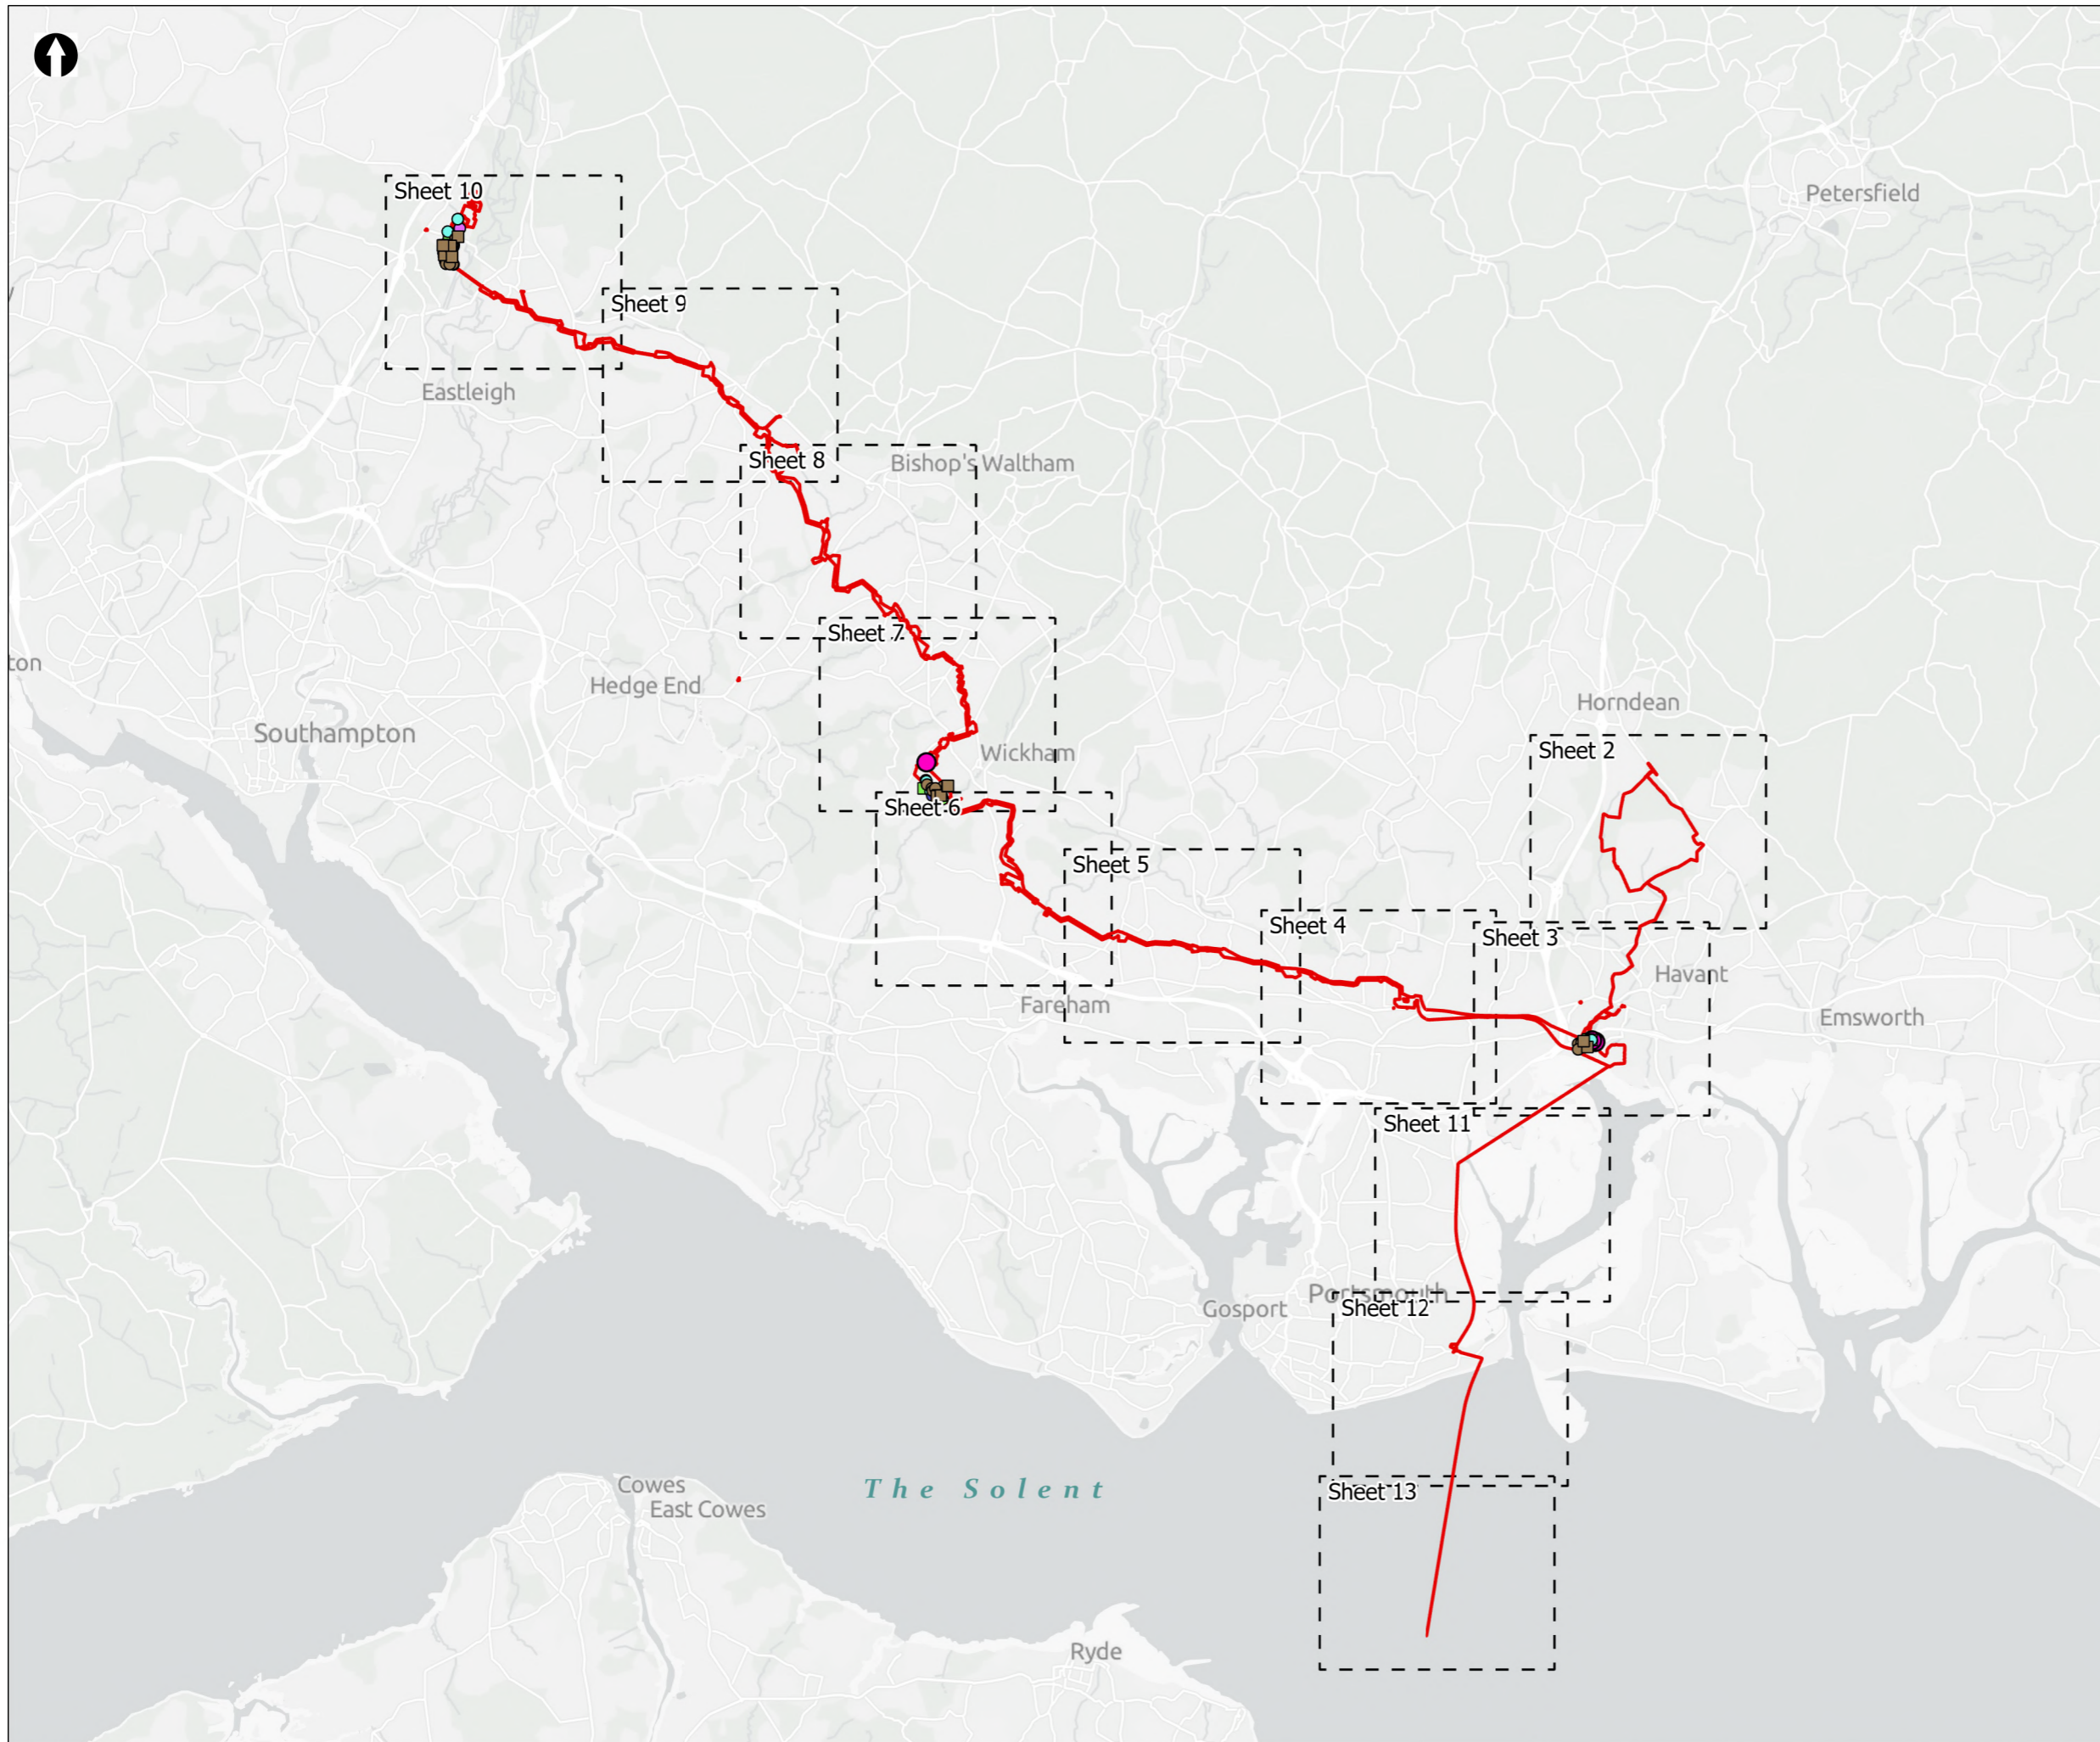 Sheet 10
Petersfield
Sheet 9
Eastleigh
Sheet 8
Bishop's Waltham
Sheet 7
ton
Hedge End
Horndean
Southampton
Wickham
Sheet 2
Sheet 6
Sheet 5
Sheet 4
Sheet 3
Havant
Fareham
Emsworth
Sheet 11
Portsmouth
Gosport
Sheet 12
Cowes
The Solent
Sheet 13
East Cowes
Ryde